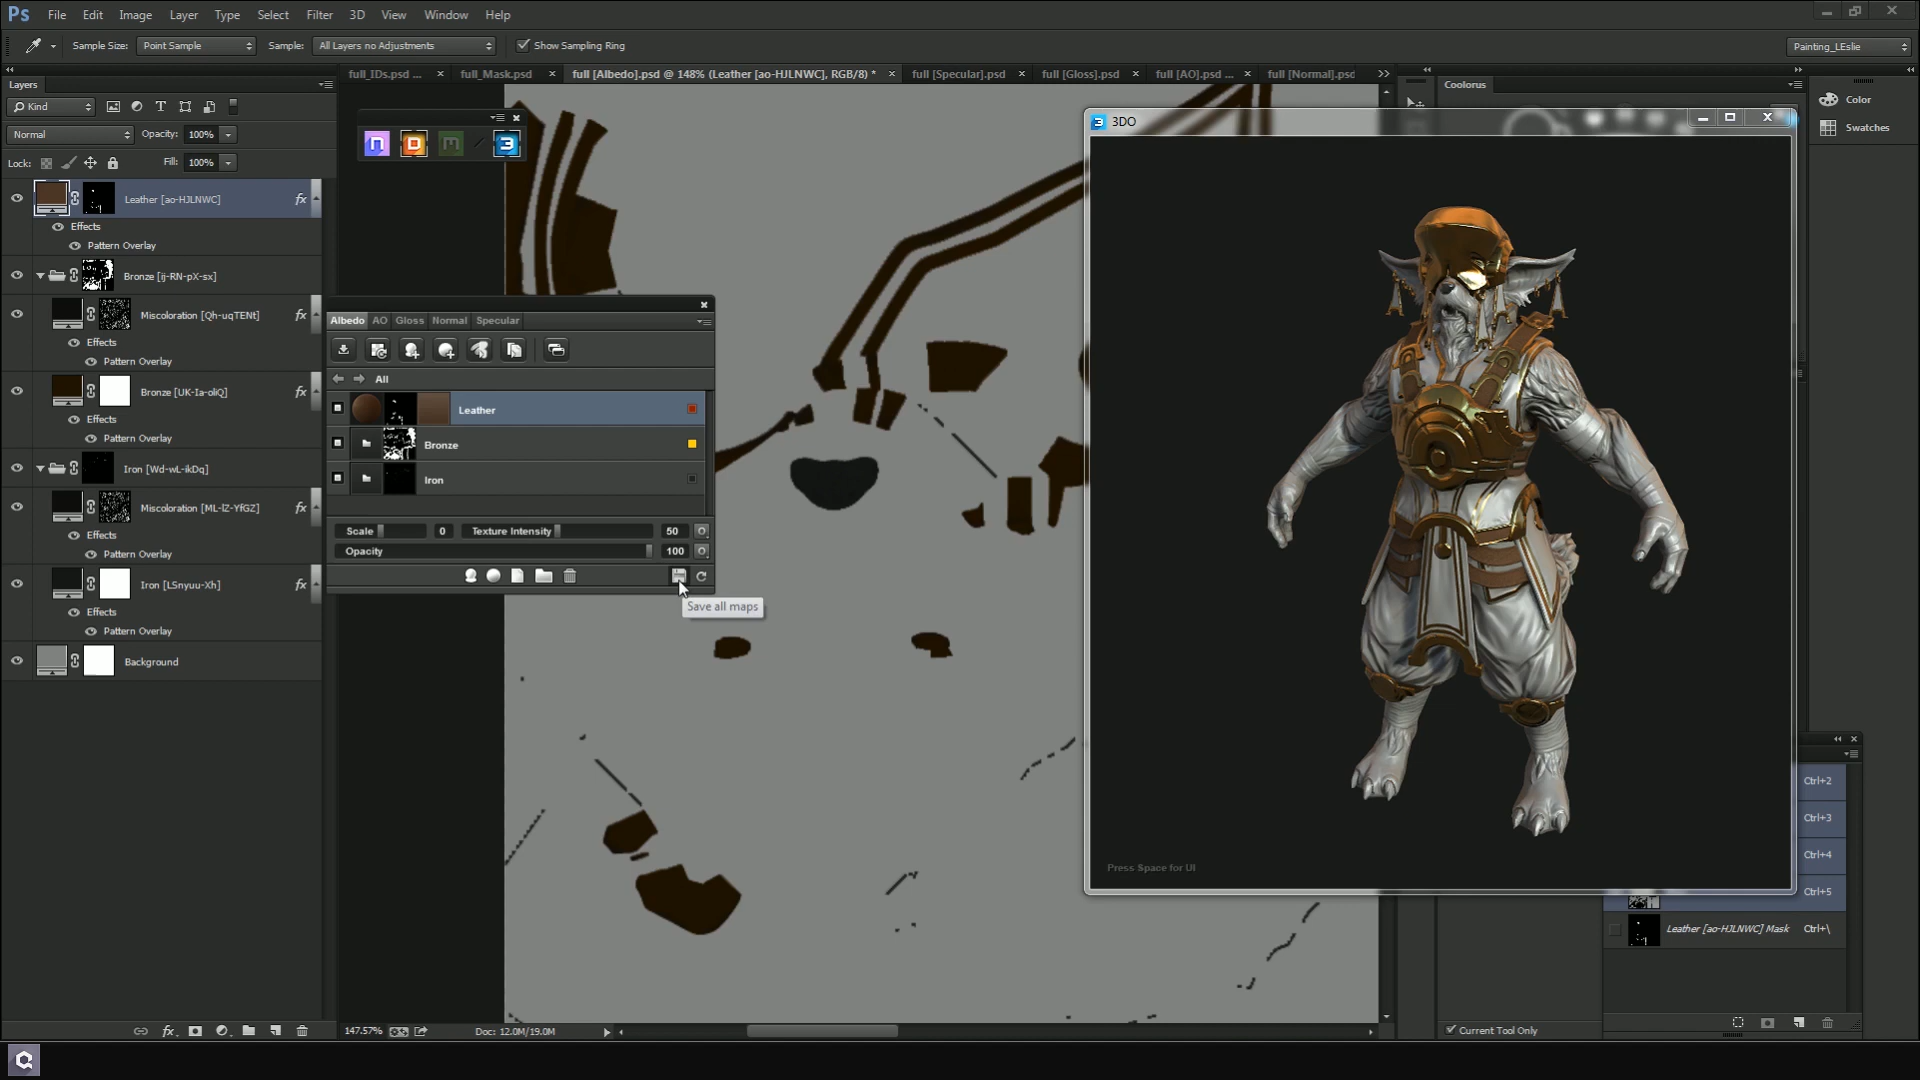 Ps File Edit Image Layer Type Select Filter 3D View Window Help
Sample Size: Point Sample Sample: All Layers no Adjustments Show Sampling Ring Painting_LEslie
Layers
full_IDs.psd ... full_Mask.psd full [Albedo].psd @ 148% (Leather [ao-HJLNWC], RGB/8) * full [Specular].psd full [Gloss].psd full [AO].psd ... full [Normal].psd
Coolorus
Kind
Color
Swatches
Normal Opacity: 100%
Lock: Fill: 100%
Leather [ao-HJLNWC] fx
Effects
Pattern Overlay
Bronze [ij-RN-pX-sx]
Miscoloration [Qh-uqTENt] fx
Effects
Pattern Overlay
Bronze [UK-Ia-oliQ] fx
Effects
Pattern Overlay
Iron [Wd-wL-ikDq]
Miscoloration [ML-lZ-YfGZ] fx
Effects
Pattern Overlay
Iron [LSnyuu-Xh] fx
Effects
Pattern Overlay
Background
Albedo AO Gloss Normal Specular
All
Leather
Bronze
Iron
Scale 0 Texture Intensity 50
Opacity 100
Save all maps
3DO
Press Space for UI
Ctrl+2
Ctrl+3
Ctrl+4
Ctrl+5
Leather [ao-HJLNWC] Mask Ctrl+\
147.57% Doc: 12.0M/19.0M
Current Tool Only